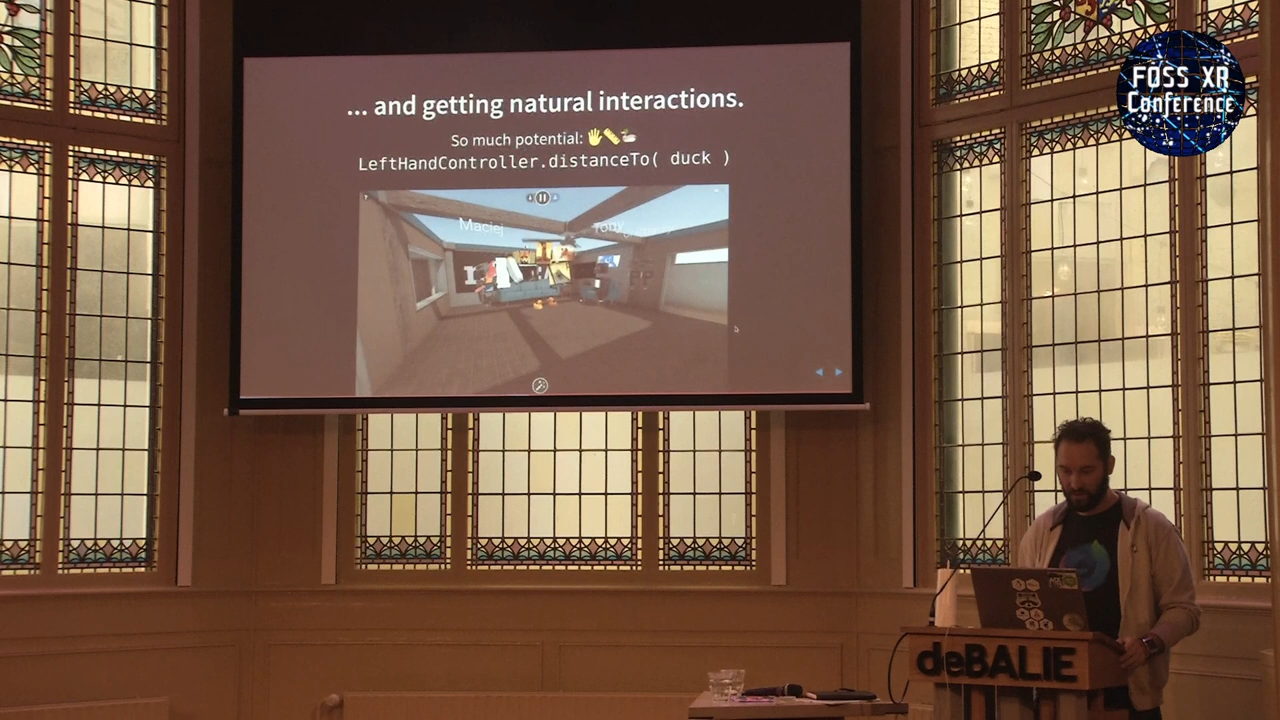 ... and getting natural interactions.
So much potential: 🖐📏🦆
LeftHandController.distanceTo( duck )
Maciej
Tony
FOSS XR
Conference
deBALIE